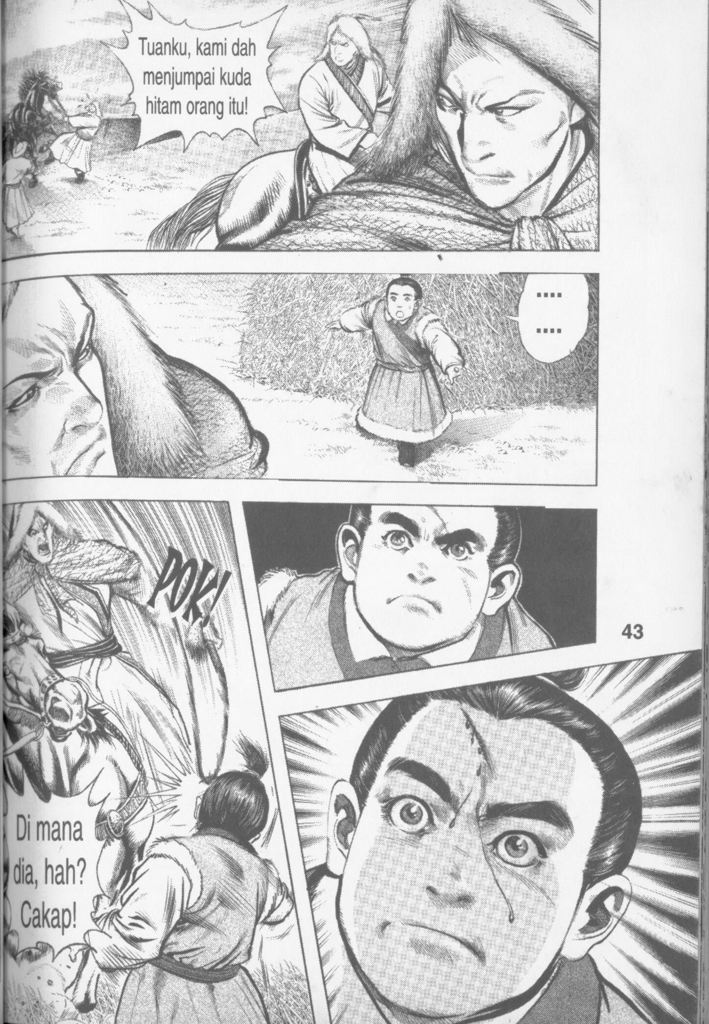 Tuanku, kami dah
menjumpai kuda
hitam orang itu!
....
....
POK!
Di mana
dia, hah?
Cakap!
43